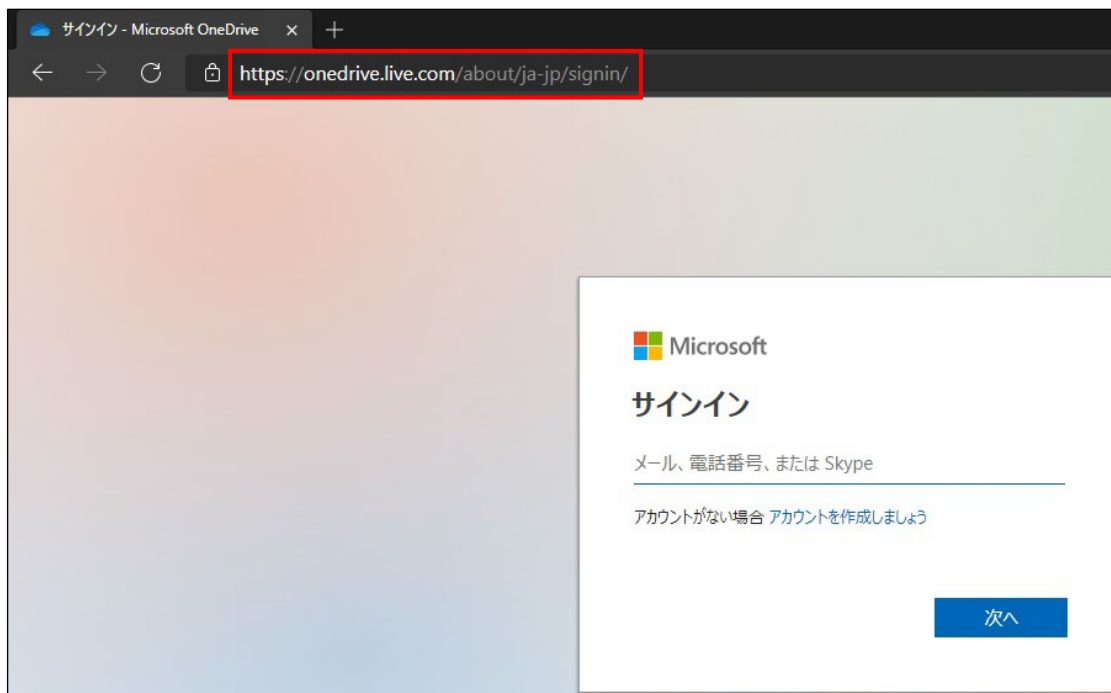 サインイン - Microsoft OneDrive
https://onedrive.live.com/about/ja-jp/signin/
Microsoft
サインイン
メール、電話番号、または Skype
アカウントがない場合 アカウントを作成しましょう
次へ